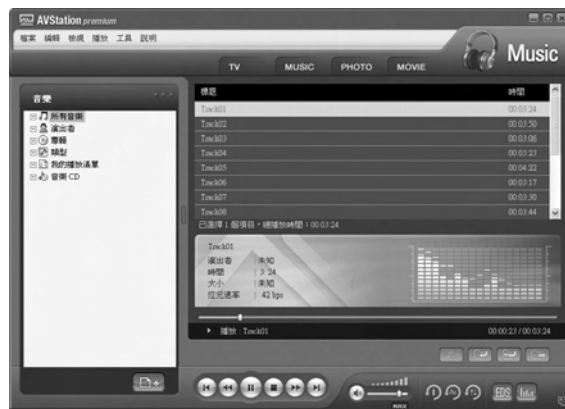 AVStation premium
檔案 編輯 檢視 播放 工具 說明
Music
TV MUSIC PHOTO MOVIE
音樂
所有音樂
演出者
專輯
類型
我的播放清單
音樂 CD
標題 時間
Track01 00:03:24
Track02 00:03:50
Track03 00:03:06
Track04 00:03:23
Track05 00:04:22
Track06 00:03:17
Track07 00:03:30
Track08 00:03:44
已選擇 1 個項目，總播放時間 : 00:03:24
Track01
演出者 | 未知
時間 | 3: 24
大小 | 未知
位元速率 | 42 bps
播放 : Track01 00:00:23 / 00:03:24
EDS